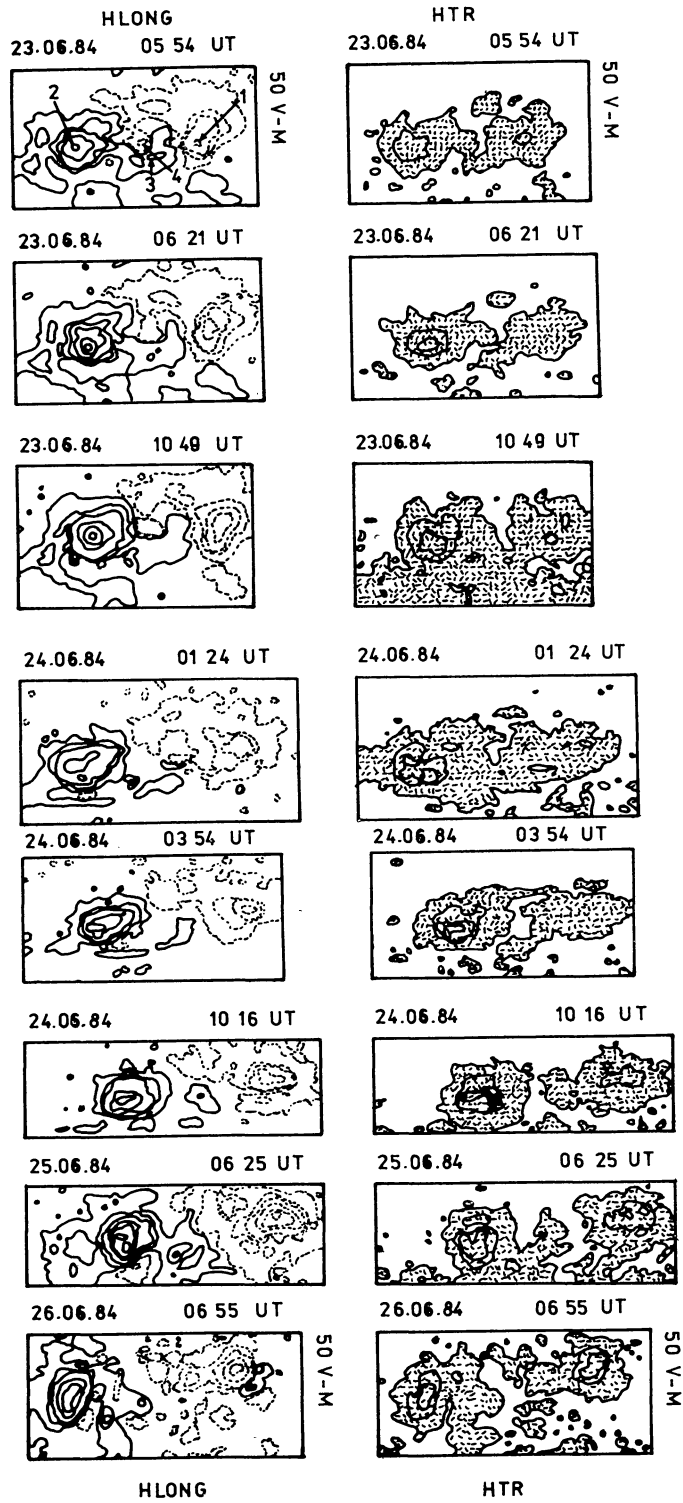 HLONG HTR
23.06.84 05 54 UT 23.06.84 05 54 UT
50 V-M 50 V-M
2 1
3 4
23.06.84 06 21 UT 23.06.84 06 21 UT
23.06.84 10 49 UT 23.06.84 10 49 UT
24.06.84 01 24 UT 24.06.84 01 24 UT
24.06.84 03 54 UT 24.06.84 03 54 UT
24.06.84 10 16 UT 24.06.84 10 16 UT
25.06.84 06 25 UT 25.06.84 06 25 UT
26.06.84 06 55 UT 26.06.84 06 55 UT
50 V-M 50 V-M
HLONG HTR